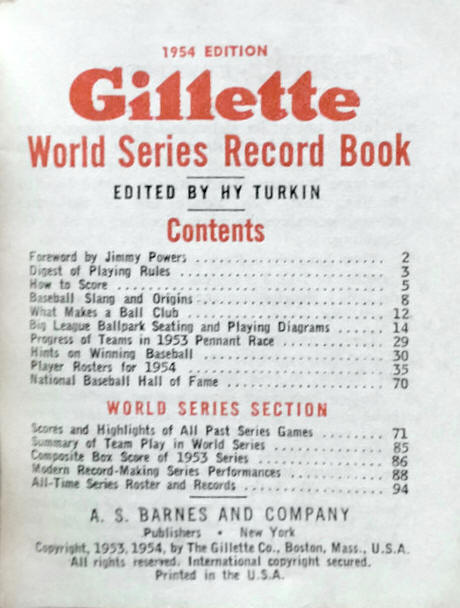 1954 EDITION
Gillette
World Series Record Book
EDITED BY HY TURKIN
Contents
Foreword by Jimmy Powers . . . . . . . . . . . . . . . . . . . . . . . . 2
Digest of Playing Rules . . . . . . . . . . . . . . . . . . . . . . . . . . 3
How to Score . . . . . . . . . . . . . . . . . . . . . . . . . . . . . . . . . . 5
Baseball Slang and Origins . . . . . . . . . . . . . . . . . . . . . . . 8
What Makes a Ball Club . . . . . . . . . . . . . . . . . . . . . . . . . 12
Big League Ballpark Seating and Playing Diagrams . . . . . . 14
Progress of Teams in 1953 Pennant Race . . . . . . . . . . . . . 29
Hints on Winning Baseball . . . . . . . . . . . . . . . . . . . . . . . 30
Player Rosters for 1954 . . . . . . . . . . . . . . . . . . . . . . . . . 35
National Baseball Hall of Fame . . . . . . . . . . . . . . . . . . . . 70
WORLD SERIES SECTION
Scores and Highlights of All Past Series Games . . . . . . . . 71
Summary of Team Play in World Series . . . . . . . . . . . . . . 85
Composite Box Score of 1953 Series . . . . . . . . . . . . . . . . 86
Modern Record-Making Series Performances . . . . . . . . . . 88
All-Time Series Roster and Records . . . . . . . . . . . . . . . . . 94
A. S. BARNES AND COMPANY
Publishers • New York
Copyright, 1953, 1954, by The Gillette Co., Boston, Mass., U.S.A.
All rights reserved. International copyright secured.
Printed in the U.S.A.